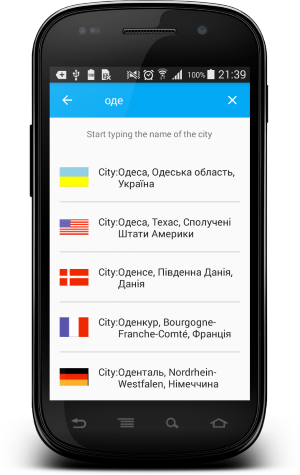 100% 21:39
оде
Start typing the name of the city
City:Одеса, Одеська область,
Україна
City:Одеса, Техас, Сполучені
Штати Америки
City:Оденсе, Південна Данія,
Данія
City:Оденкур, Bourgogne-
Franche-Comté, Франція
City:Оденталь, Nordrhein-
Westfalen, Німеччина